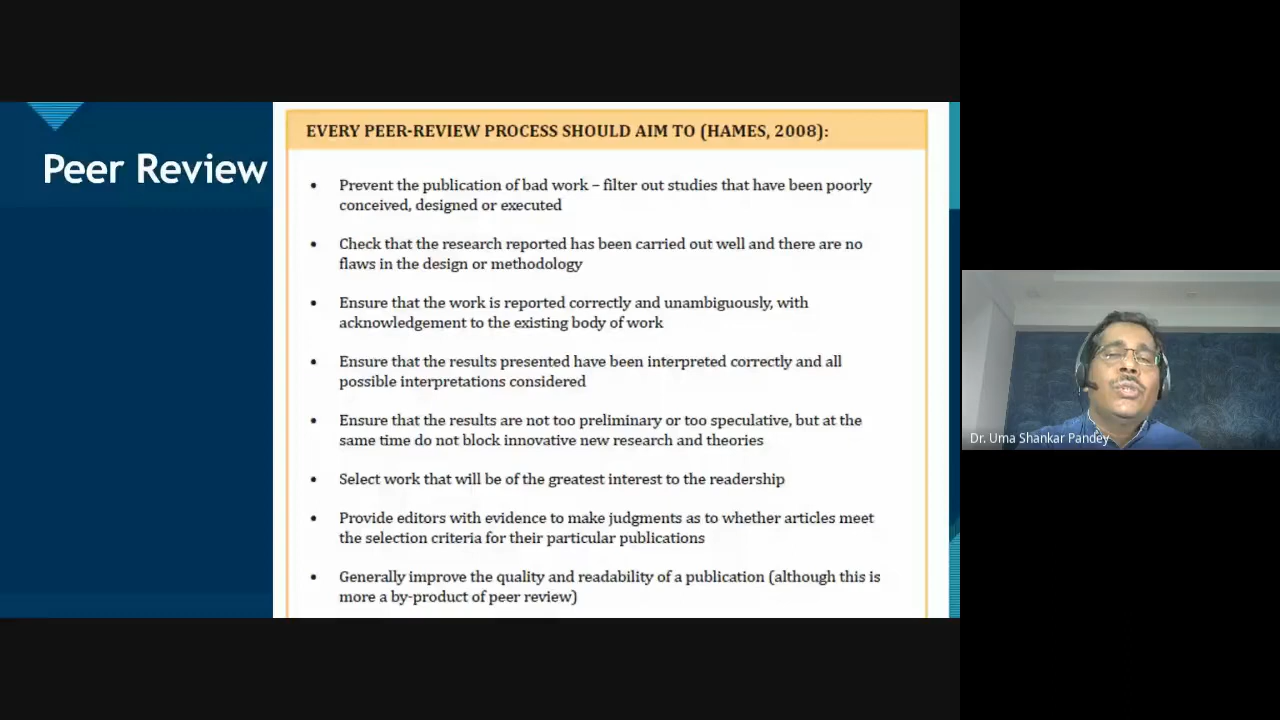 Peer Review
EVERY PEER-REVIEW PROCESS SHOULD AIM TO (HAMES, 2008):
• Prevent the publication of bad work – filter out studies that have been poorly
conceived, designed or executed
• Check that the research reported has been carried out well and there are no
flaws in the design or methodology
• Ensure that the work is reported correctly and unambiguously, with
acknowledgement to the existing body of work
• Ensure that the results presented have been interpreted correctly and all
possible interpretations considered
• Ensure that the results are not too preliminary or too speculative, but at the
same time do not block innovative new research and theories
• Select work that will be of the greatest interest to the readership
• Provide editors with evidence to make judgments as to whether articles meet
the selection criteria for their particular publications
• Generally improve the quality and readability of a publication (although this is
more a by-product of peer review)
Dr. Uma Shankar Pandey